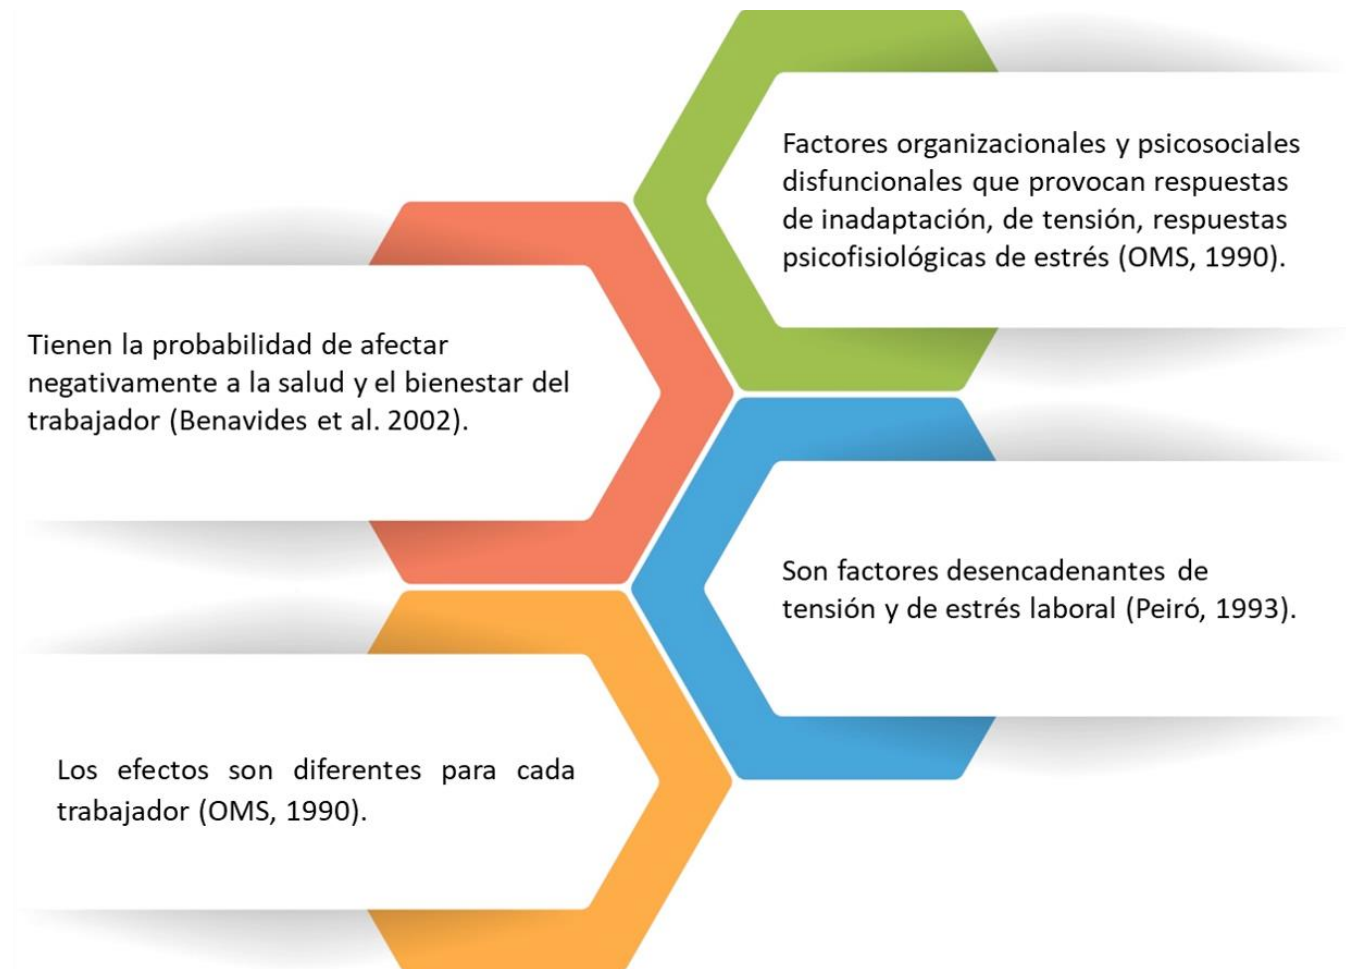 Factores organizacionales y psicosociales
disfuncionales que provocan respuestas
de inadaptación, de tensión, respuestas
psicofisiológicas de estrés (OMS, 1990).
Tienen la probabilidad de afectar
negativamente a la salud y el bienestar del
trabajador (Benavides et al. 2002).
Son factores desencadenantes de
tensión y de estrés laboral (Peiró, 1993).
Los efectos son diferentes para cada
trabajador (OMS, 1990).